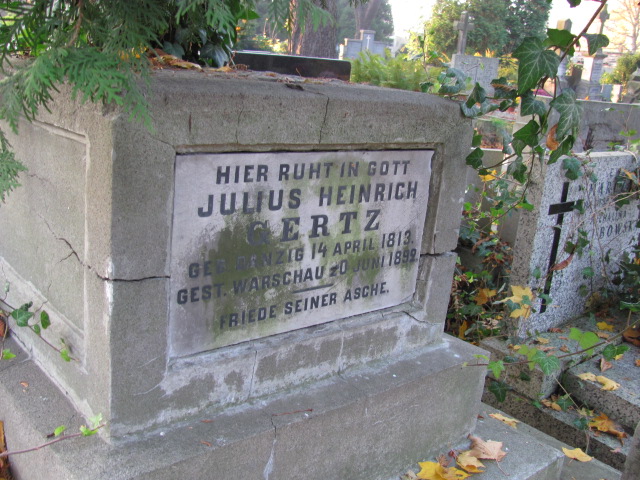 HIER RUHT IN GOTT
JULIUS HEINRICH
GERTZ
GEB. DANZIG 14 APRIL 1813.
GEST. WARSCHAU 20 JUNI 1892.
FRIEDE SEINER ASCHE.